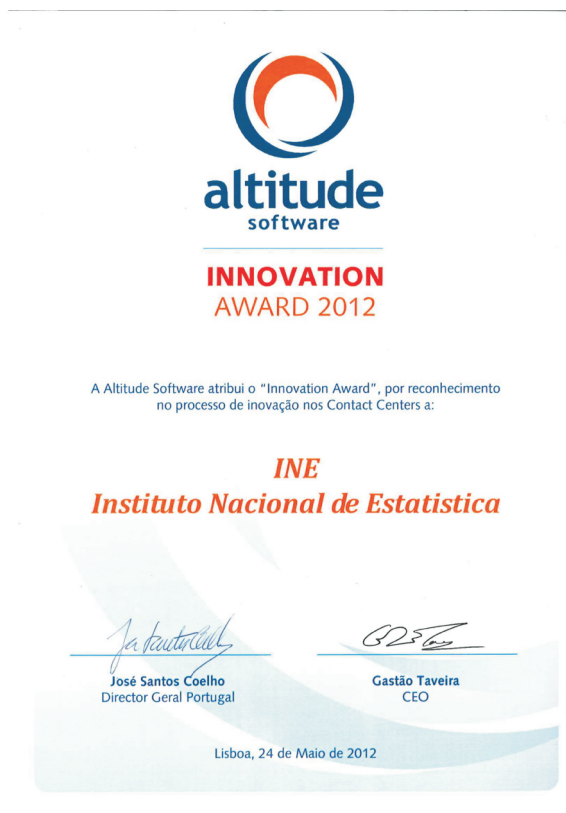 altitude
software
INNOVATION
AWARD 2012
A Altitude Software atribui o "Innovation Award", por reconhecimento
no processo de inovação nos Contact Centers a:
INE
Instituto Nacional de Estatistica
José Santos Coelho
Director Geral Portugal
Gastão Taveira
CEO
Lisboa, 24 de Maio de 2012